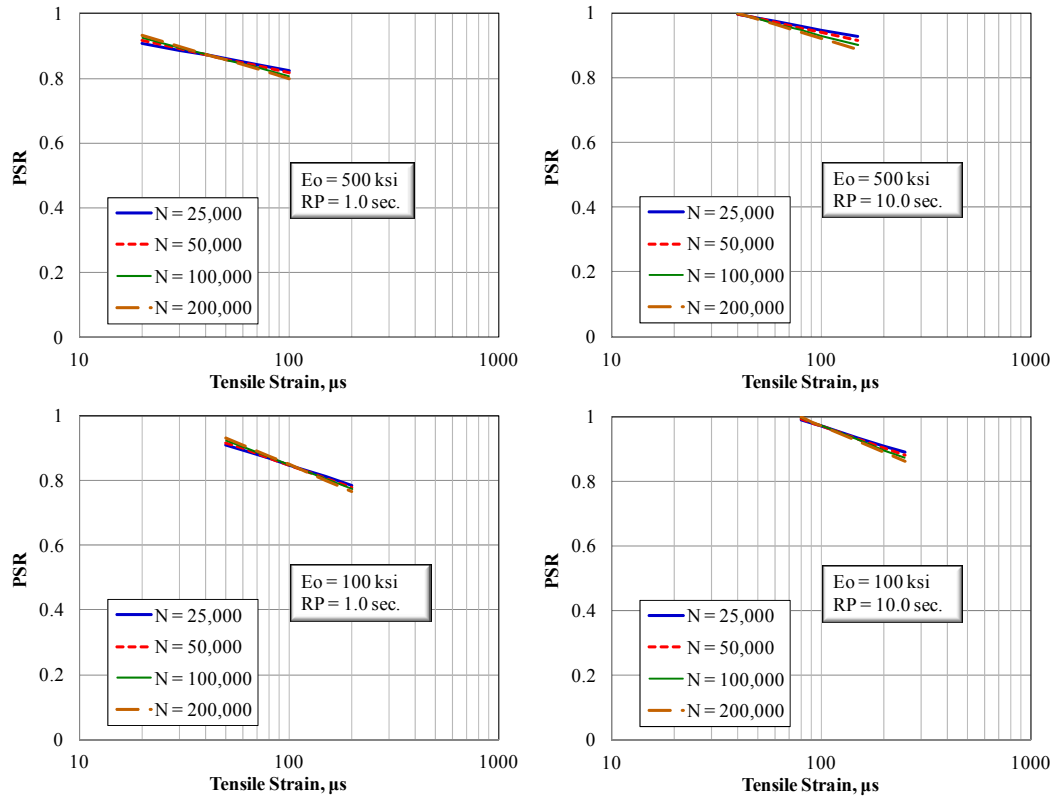 1
0.8
0.6
0.4
0.2
0
PSR
10
100
1000
Tensile Strain, µs
Eo = 500 ksi
RP = 1.0 sec.
N = 25,000
N = 50,000
N = 100,000
N = 200,000
1
0.8
0.6
0.4
0.2
0
PSR
10
100
1000
Tensile Strain, µs
Eo = 500 ksi
RP = 10.0 sec.
N = 25,000
N = 50,000
N = 100,000
N = 200,000
1
0.8
0.6
0.4
0.2
0
PSR
10
100
1000
Tensile Strain, µs
Eo = 100 ksi
RP = 1.0 sec.
N = 25,000
N = 50,000
N = 100,000
N = 200,000
1
0.8
0.6
0.4
0.2
0
PSR
10
100
1000
Tensile Strain, µs
Eo = 100 ksi
RP = 10.0 sec.
N = 25,000
N = 50,000
N = 100,000
N = 200,000